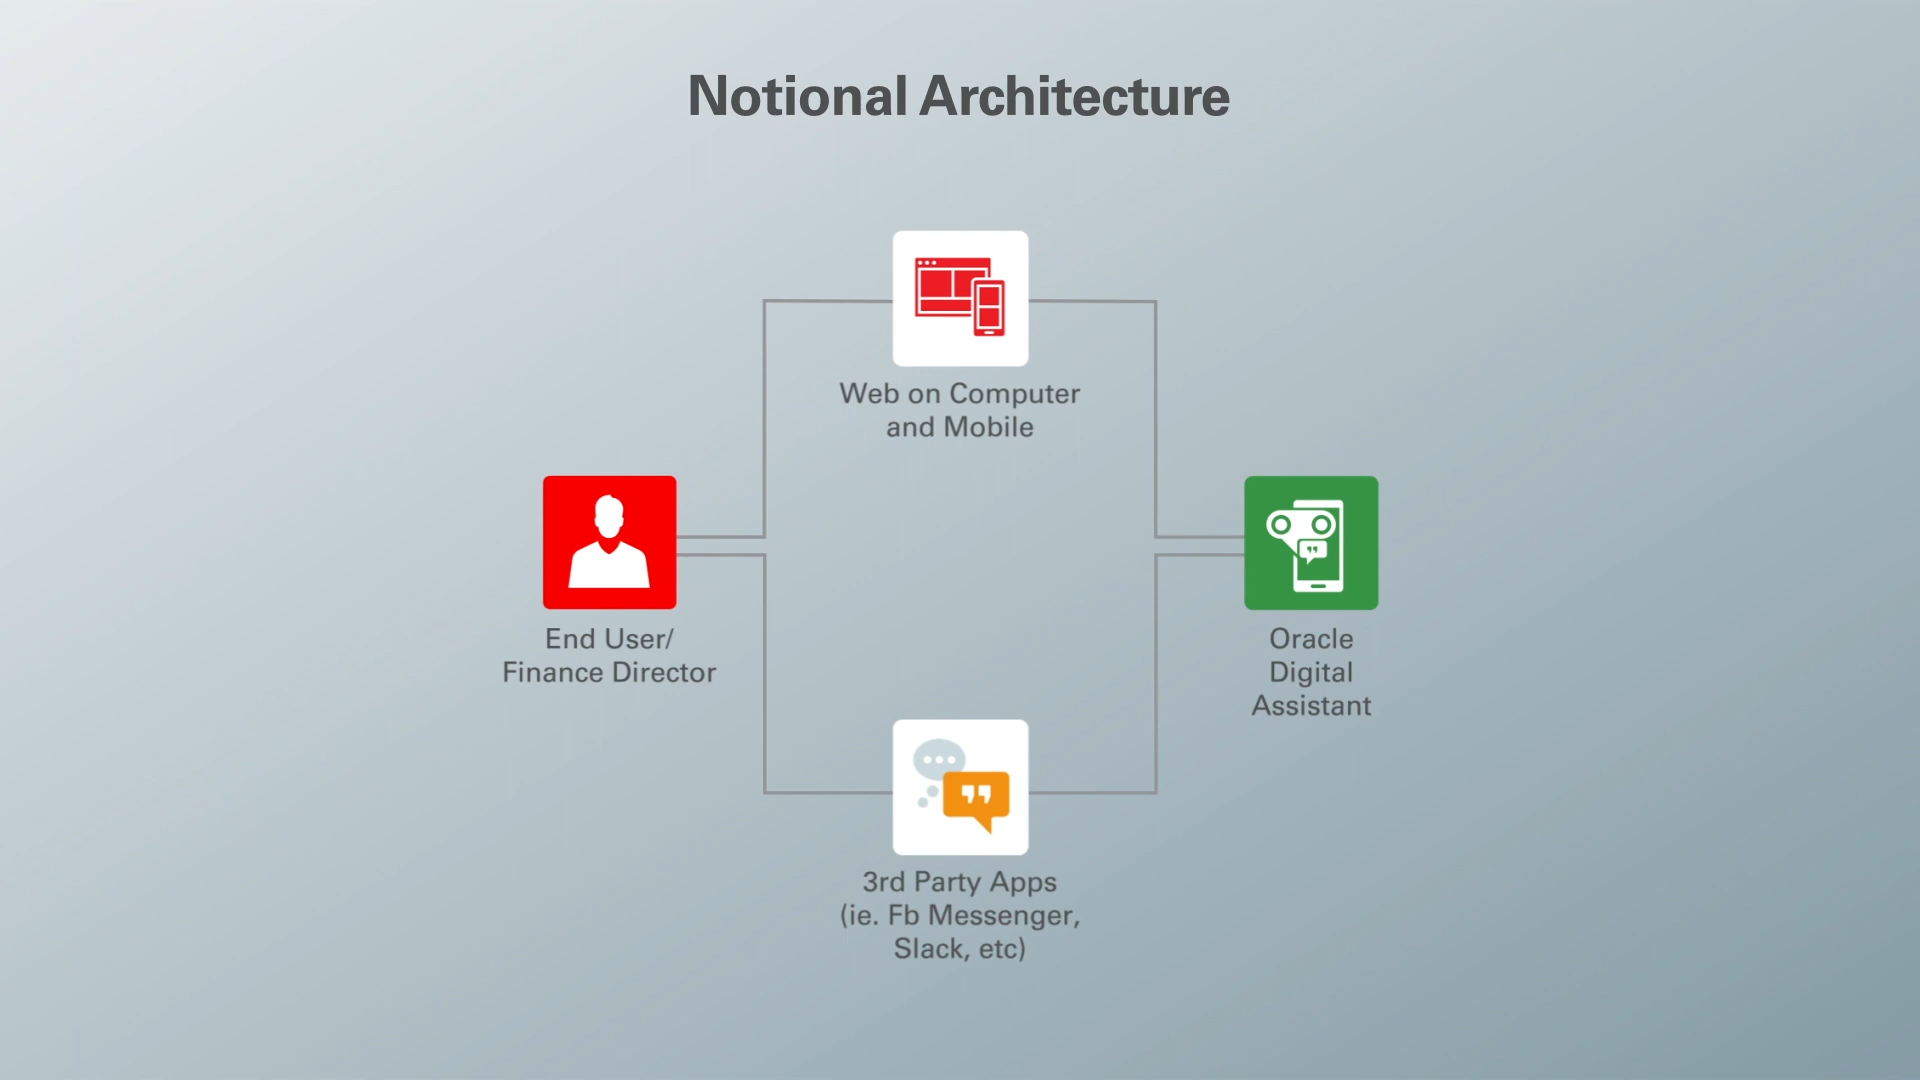 Notional Architecture
Web on Computer
and Mobile
End User/
Finance Director
Oracle
Digital
Assistant
3rd Party Apps
(ie. Fb Messenger,
Slack, etc)